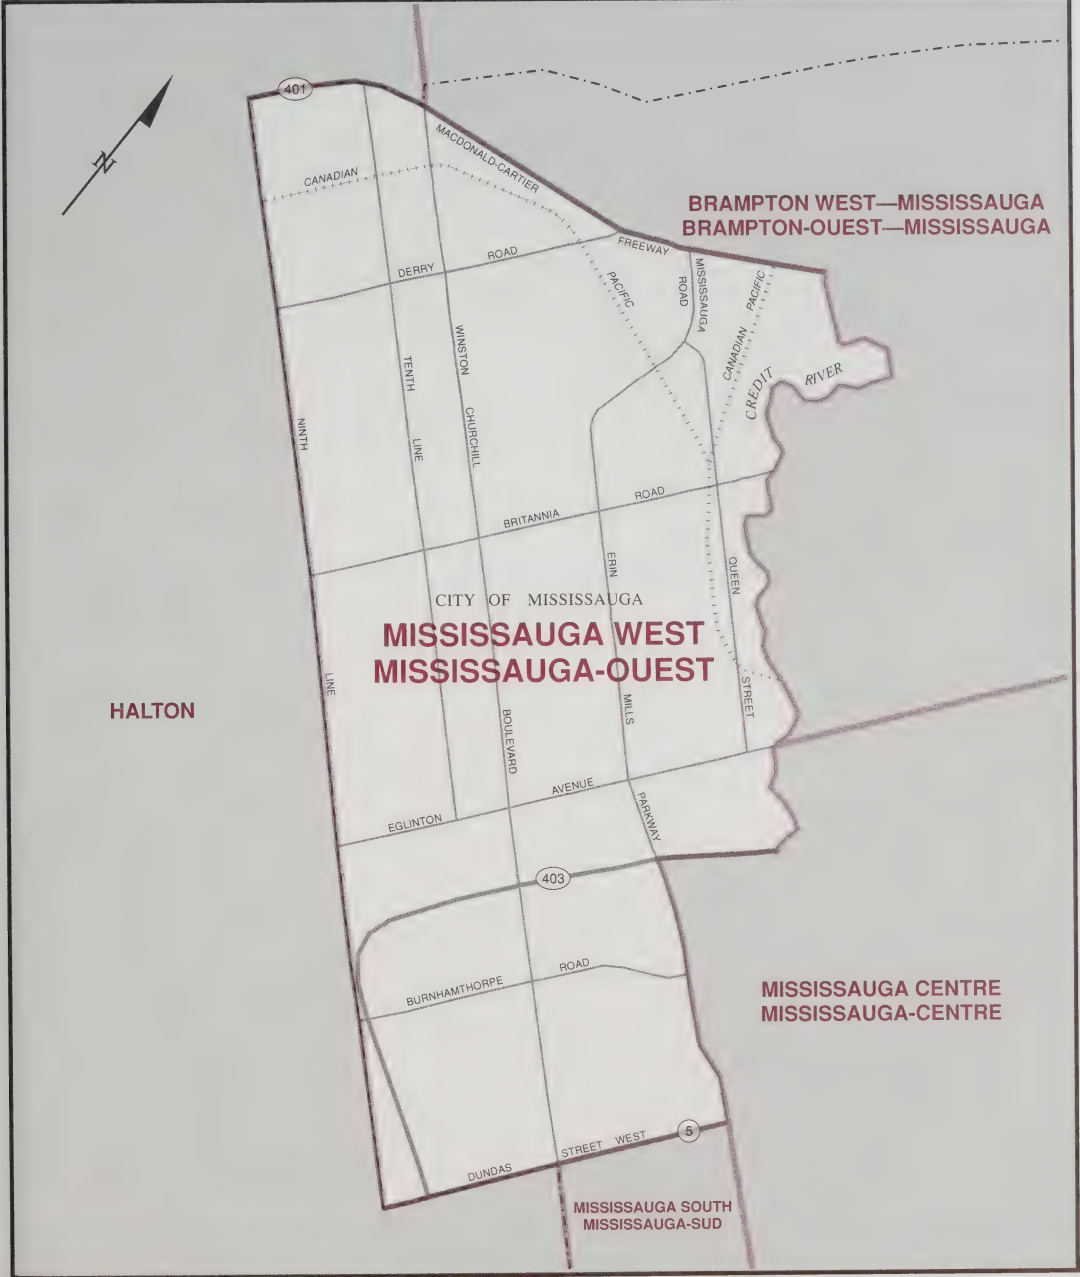 401
N
MACDONALD-CARTIER
FREEWAY
CANADIAN
PACIFIC
BRAMPTON WEST—MISSISSAUGA
BRAMPTON-OUEST—MISSISSAUGA
DERRY ROAD
MISSISSAUGA
ROAD
CANADIAN PACIFIC
CREDIT RIVER
WINSTON
CHURCHILL
BOULEVARD
TENTH
LINE
NINTH
LINE
BRITANNIA ROAD
ERIN
MILLS
PARKWAY
QUEEN
STREET
CITY OF MISSISSAUGA
MISSISSAUGA WEST
MISSISSAUGA-OUEST
HALTON
EGLINTON AVENUE
403
BURNHAMTHORPE ROAD
MISSISSAUGA CENTRE
MISSISSAUGA-CENTRE
DUNDAS STREET WEST
5
MISSISSAUGA SOUTH
MISSISSAUGA-SUD